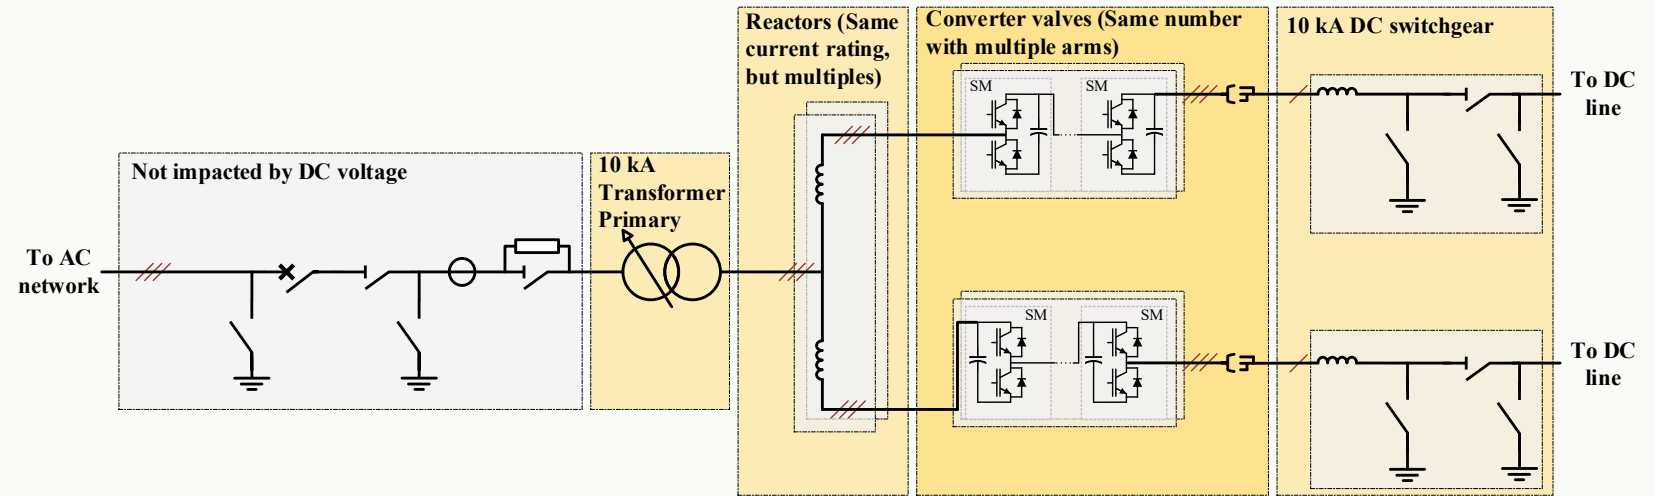 Reactors (Same
current rating,
but multiples)
Converter valves (Same number
with multiple arms)
10 kA DC switchgear
SM
SM
To DC
line
Not impacted by DC voltage
10 kA
Transformer
Primary
To AC
network
SM
SM
To DC
line